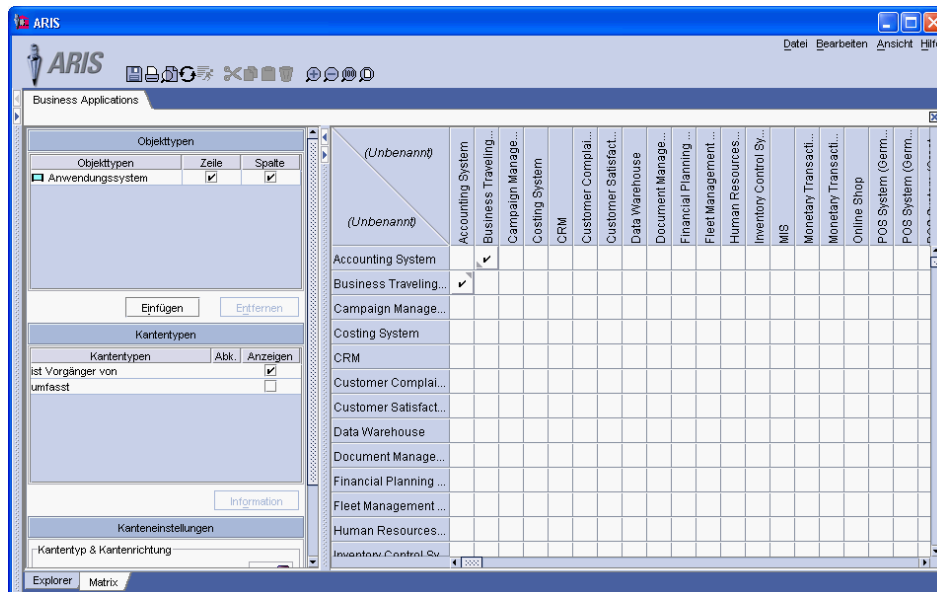 ARIS
Datei Bearbeiten Ansicht Hilfe
ARIS
Business Applications
Objekttypen
Objekttypen Zeile Spalte
Anwendungssystem
Einfügen Entfernen
Kantentypen
Kantentypen Abk. Anzeigen
ist Vorgänger von
umfasst
Information
Kanteneinstellungen
Kantentyp & Kantenrichtung
(Unbenannt)
(Unbenannt)
Accounting System
Business Traveling...
Campaign Manage...
Costing System
CRM
Customer Complai...
Customer Satisfact...
Data Warehouse
Document Manage...
Financial Planning
Fleet Management...
Human Resources...
Inventory Control Sy...
MIS
Monetary Transacti...
Monetary Transacti...
Online Shop
POS System (Germ...
POS System (Germ...
Accounting System
Business Traveling...
Campaign Manage...
Costing System
CRM
Customer Complai...
Customer Satisfact...
Data Warehouse
Document Manage...
Financial Planning ...
Fleet Management ...
Human Resources...
Inventory Control Sy...
Explorer Matrix